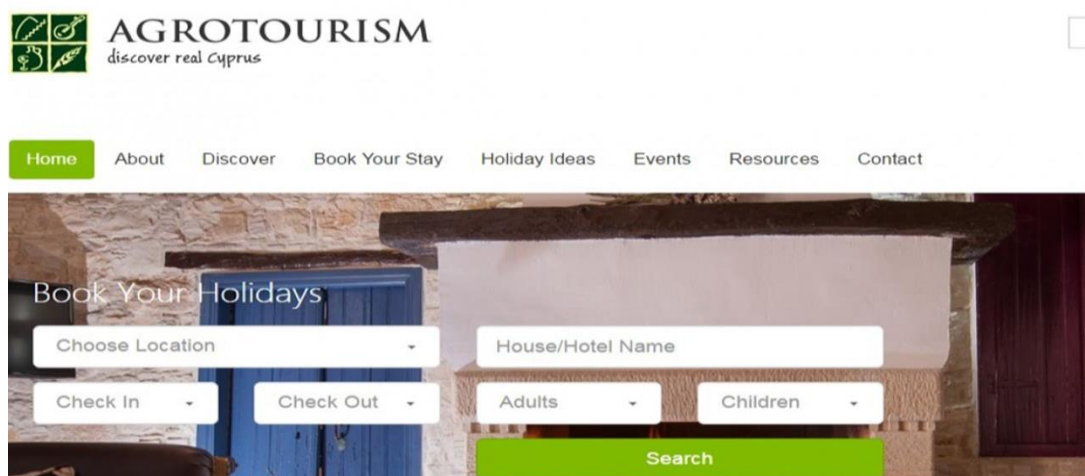 AGROTOURISM
discover real Cyprus
Home About Discover Book Your Stay Holiday Ideas Events Resources Contact
Book Your Holidays
Choose Location House/Hotel Name
Check In Check Out Adults Children
Search